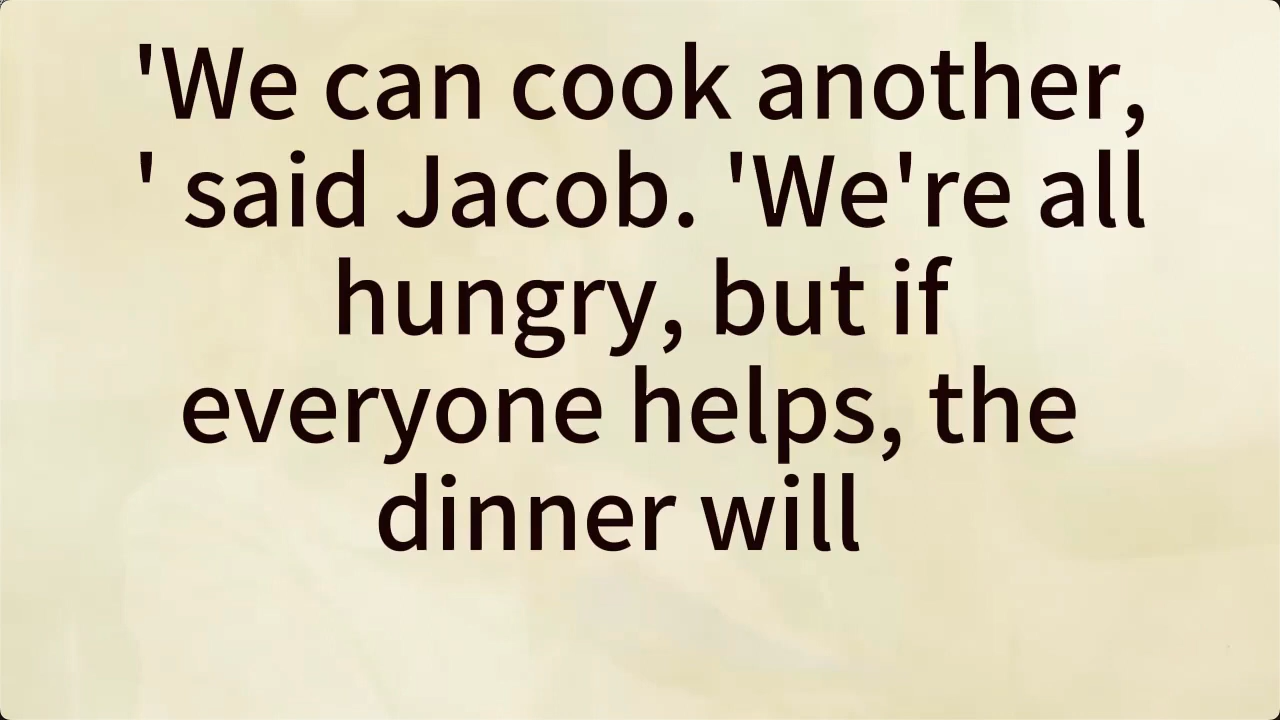 'We can cook another,
' said Jacob. 'We're all
hungry, but if
everyone helps, the
dinner will